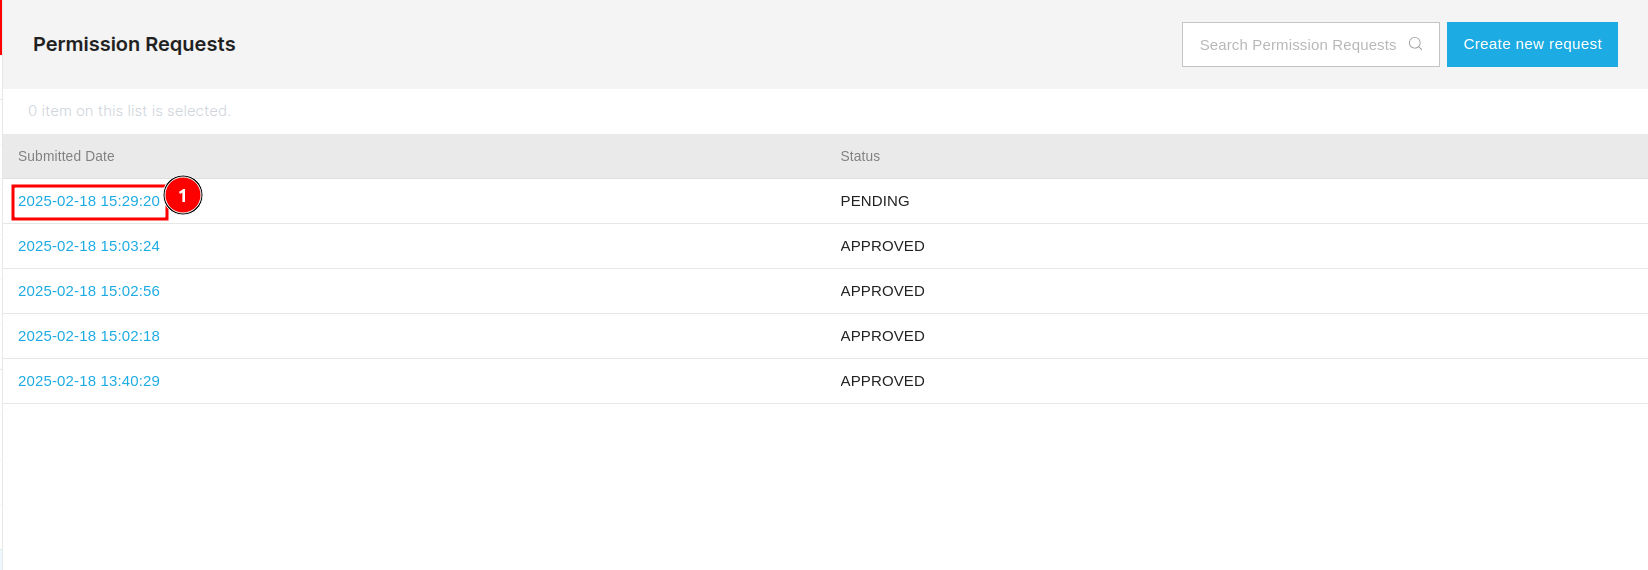 Permission Requests
Search Permission Requests
Create new request
0 item on this list is selected.
Submitted Date Status
2025-02-18 15:29:20 1 PENDING
2025-02-18 15:03:24 APPROVED
2025-02-18 15:02:56 APPROVED
2025-02-18 15:02:18 APPROVED
2025-02-18 13:40:29 APPROVED